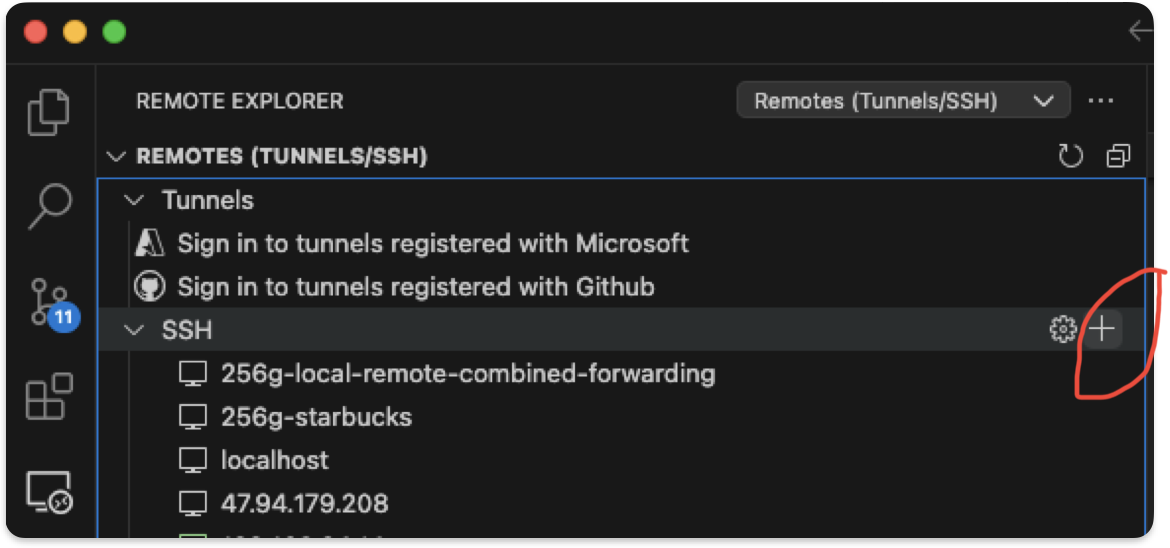 REMOTE EXPLORER
Remotes (Tunnels/SSH)
REMOTES (TUNNELS/SSH)
Tunnels
Sign in to tunnels registered with Microsoft
Sign in to tunnels registered with Github
11
SSH
256g-local-remote-combined-forwarding
256g-starbucks
localhost
47.94.179.208